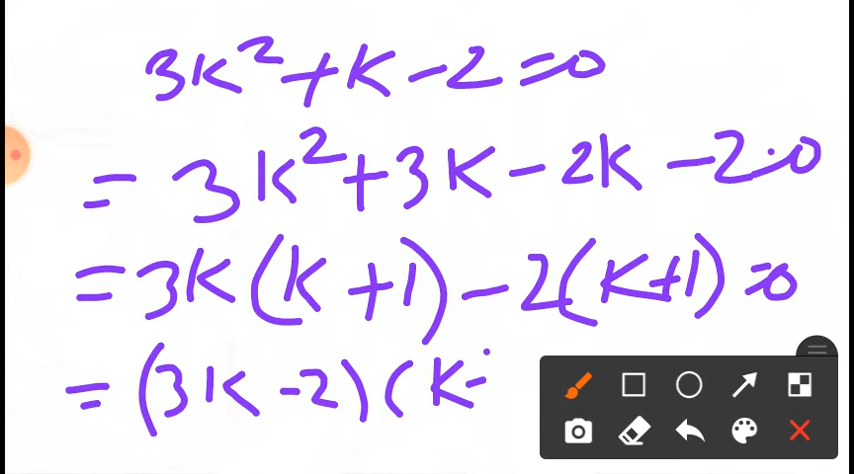 3K²+K-2=0
= 3K²+3K-2K-2=0
=3K(K+1)-2(K+1)=0
=(3K-2)(K-